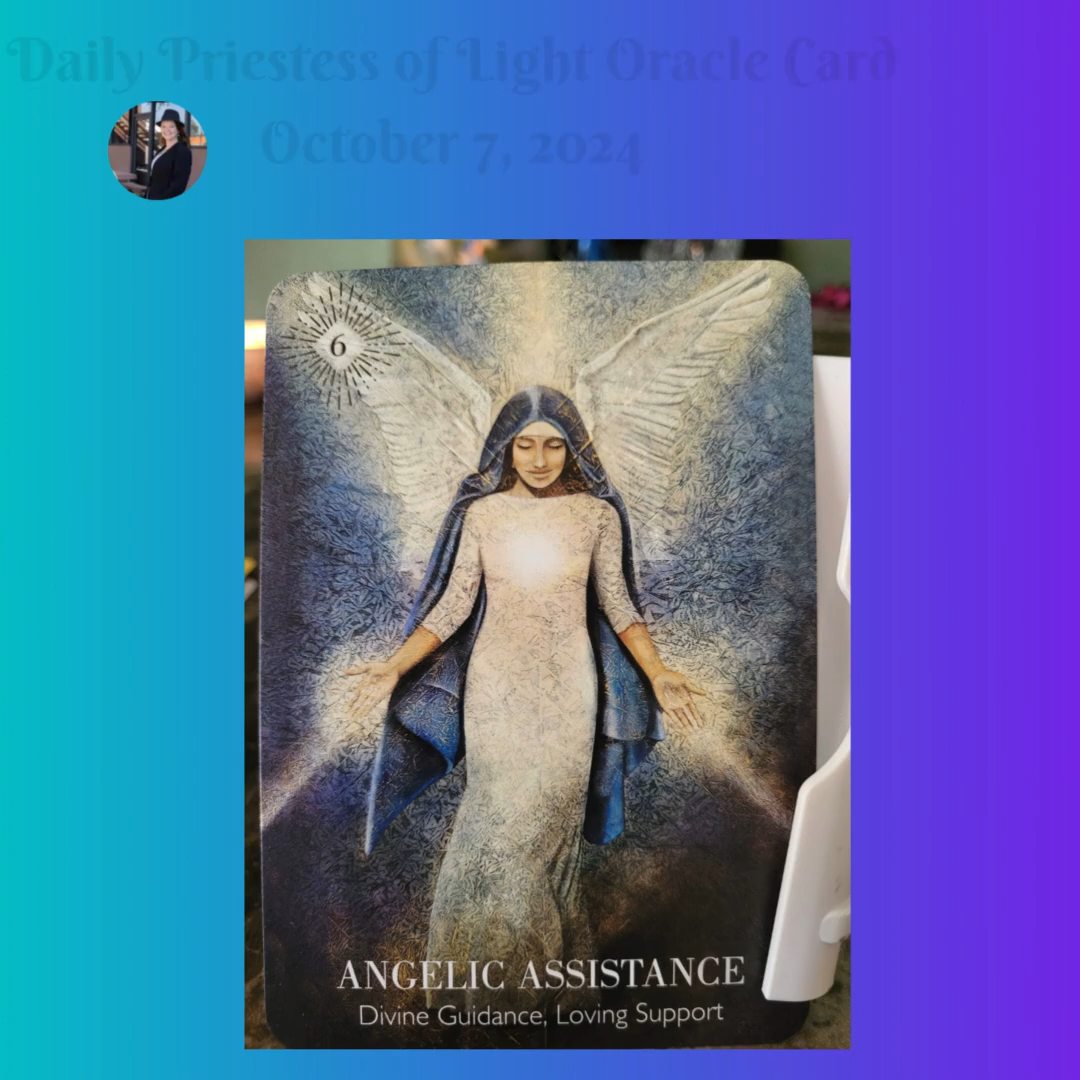 Daily Priestess of Light Oracle Card
October 7, 2024
6
ANGELIC ASSISTANCE
Divine Guidance, Loving Support